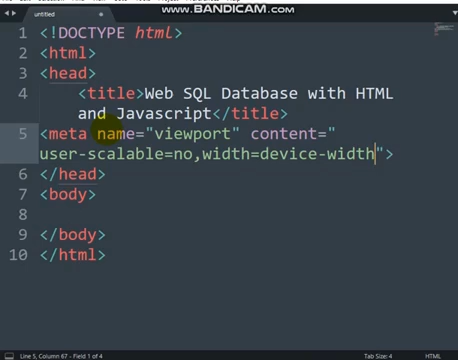 WWW.BANDICAM.COM
untitled
1 <!DOCTYPE html>
2 <html>
3 <head>
4 <title>Web SQL Database with HTML
and Javascript</title>
5 <meta name="viewport" content="
user-scalable=no,width=device-width">
6 </head>
7 <body>
8
9 </body>
10 </html>
Line 5, Column 67 - Field 1 of 4
Tab Size: 4
HTML